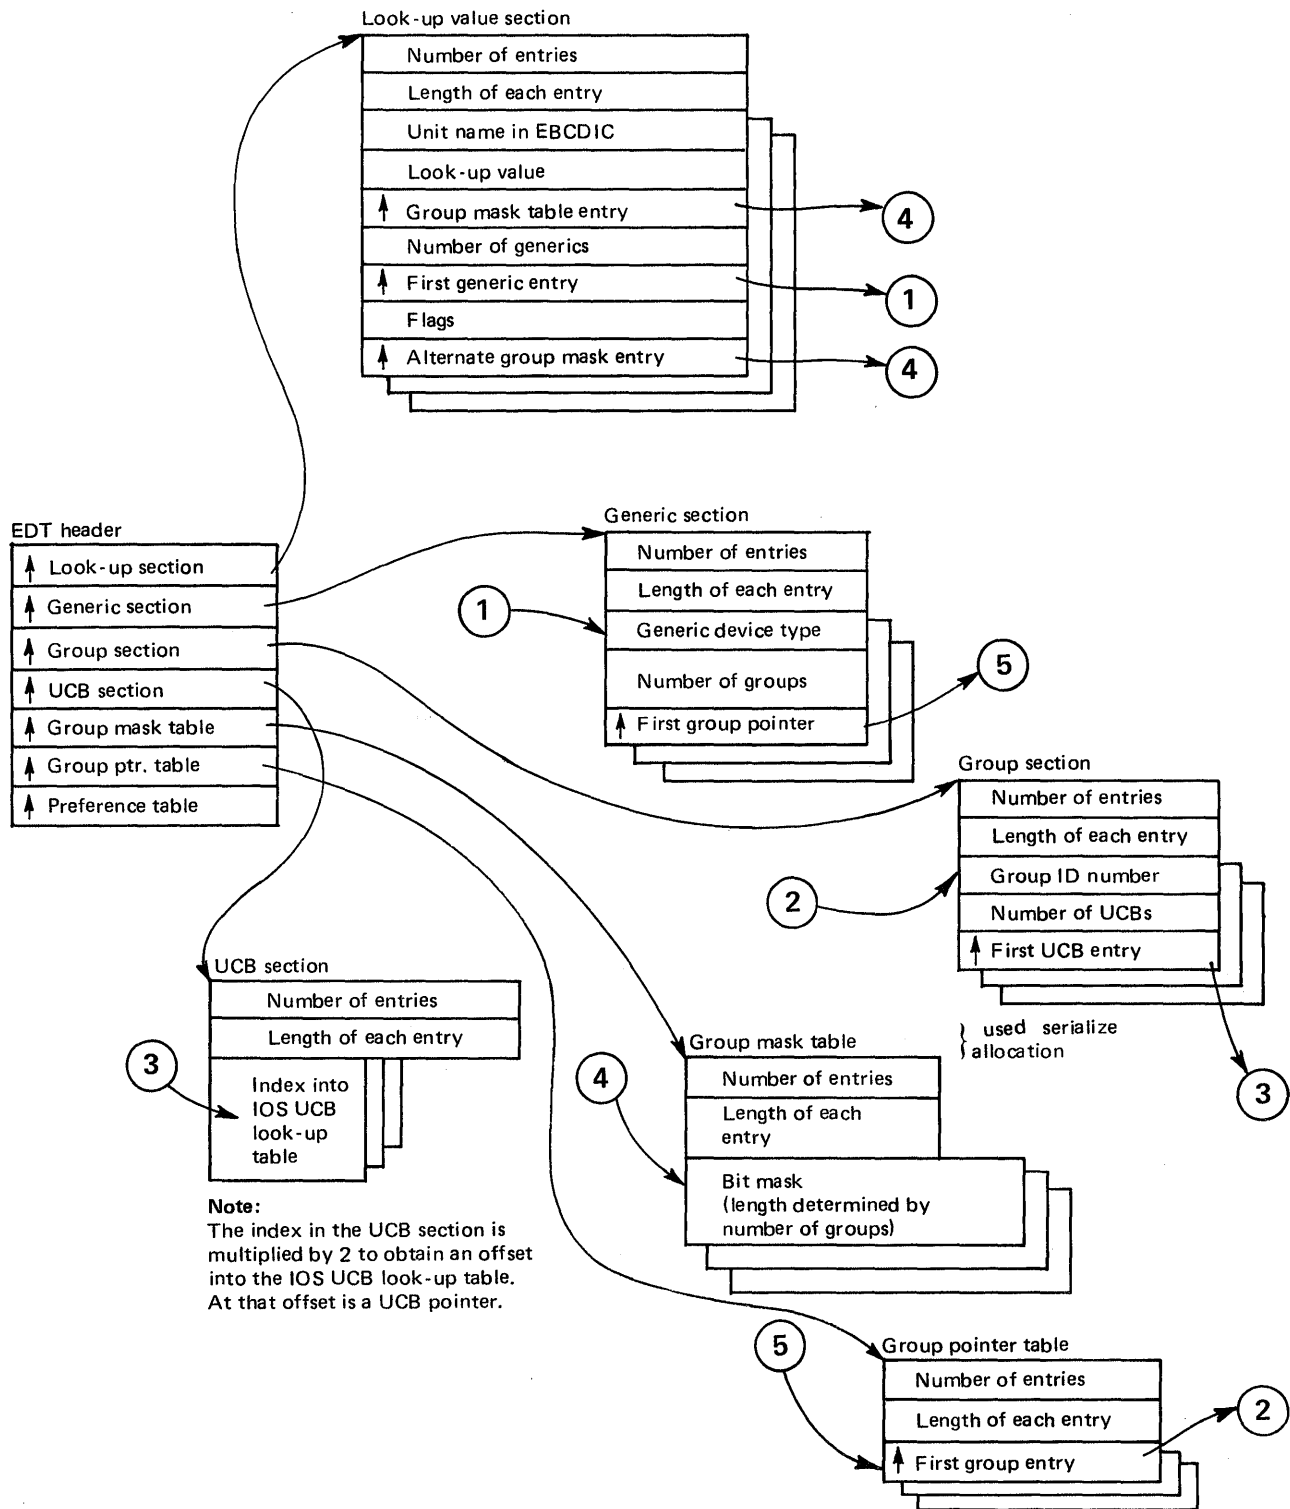 Look-up value section
Number of entries
Length of each entry
Unit name in EBCDIC
Look-up value
Group mask table entry
4
Number of generics
First generic entry
1
Flags
Alternate group mask entry
4
EDT header
Look-up section
Generic section
Group section
UCB section
Group mask table
Group ptr. table
Preference table
Generic section
Number of entries
Length of each entry
1
Generic device type
Number of groups
5
First group pointer
Group section
Number of entries
Length of each entry
2
Group ID number
Number of UCBs
First UCB entry
} used serialize
allocation
3
UCB section
Number of entries
Length of each entry
3
Index into
IOS UCB
look-up
table
Note:
The index in the UCB section is
multiplied by 2 to obtain an offset
into the IOS UCB look-up table.
At that offset is a UCB pointer.
Group mask table
Number of entries
4
Length of each
entry
Bit mask
(length determined by
number of groups)
Group pointer table
5
Number of entries
Length of each entry
2
First group entry